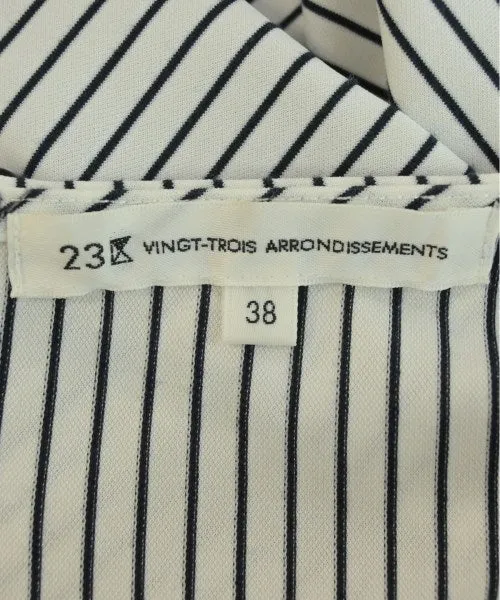 23区 VINGT-TROIS ARRONDISSEMENTS
38